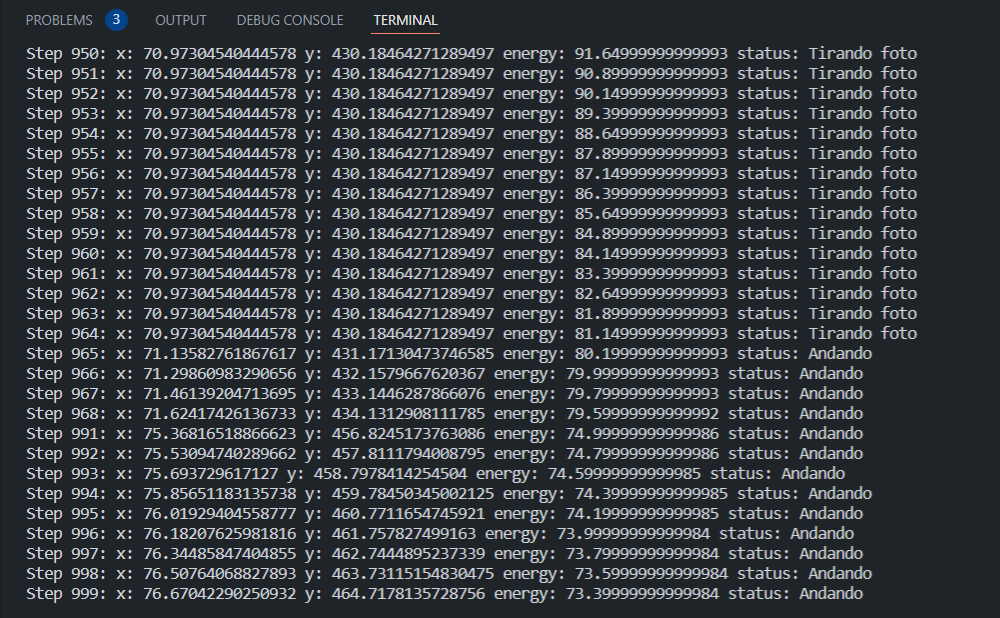 PROBLEMS 3 OUTPUT DEBUG CONSOLE TERMINAL
Step 950: x: 70.97304540444578 y: 430.18464271289497 energy: 91.64999999999993 status: Tirando foto
Step 951: x: 70.97304540444578 y: 430.18464271289497 energy: 90.89999999999993 status: Tirando foto
Step 952: x: 70.97304540444578 y: 430.18464271289497 energy: 90.14999999999993 status: Tirando foto
Step 953: x: 70.97304540444578 y: 430.18464271289497 energy: 89.39999999999993 status: Tirando foto
Step 954: x: 70.97304540444578 y: 430.18464271289497 energy: 88.64999999999993 status: Tirando foto
Step 955: x: 70.97304540444578 y: 430.18464271289497 energy: 87.89999999999993 status: Tirando foto
Step 956: x: 70.97304540444578 y: 430.18464271289497 energy: 87.14999999999993 status: Tirando foto
Step 957: x: 70.97304540444578 y: 430.18464271289497 energy: 86.39999999999993 status: Tirando foto
Step 958: x: 70.97304540444578 y: 430.18464271289497 energy: 85.64999999999993 status: Tirando foto
Step 959: x: 70.97304540444578 y: 430.18464271289497 energy: 84.89999999999993 status: Tirando foto
Step 960: x: 70.97304540444578 y: 430.18464271289497 energy: 84.14999999999993 status: Tirando foto
Step 961: x: 70.97304540444578 y: 430.18464271289497 energy: 83.39999999999993 status: Tirando foto
Step 962: x: 70.97304540444578 y: 430.18464271289497 energy: 82.64999999999993 status: Tirando foto
Step 963: x: 70.97304540444578 y: 430.18464271289497 energy: 81.89999999999993 status: Tirando foto
Step 964: x: 70.97304540444578 y: 430.18464271289497 energy: 81.14999999999993 status: Tirando foto
Step 965: x: 71.13582761867617 y: 431.17130473746585 energy: 80.19999999999993 status: Andando
Step 966: x: 71.29860983290656 y: 432.1579667620367 energy: 79.99999999999993 status: Andando
Step 967: x: 71.46139204713695 y: 433.1446287866076 energy: 79.79999999999993 status: Andando
Step 968: x: 71.62417426136733 y: 434.1312908111785 energy: 79.59999999999992 status: Andando
Step 991: x: 75.36816518866623 y: 456.8245173763086 energy: 74.99999999999986 status: Andando
Step 992: x: 75.53094740289662 y: 457.8111794008795 energy: 74.79999999999986 status: Andando
Step 993: x: 75.693729617127 y: 458.7978414254504 energy: 74.59999999999985 status: Andando
Step 994: x: 75.85651183135738 y: 459.78450345002125 energy: 74.39999999999985 status: Andando
Step 995: x: 76.01929404558777 y: 460.7711654745921 energy: 74.19999999999985 status: Andando
Step 996: x: 76.18207625981816 y: 461.757827499163 energy: 73.99999999999984 status: Andando
Step 997: x: 76.34485847404855 y: 462.7444895237339 energy: 73.79999999999984 status: Andando
Step 998: x: 76.50764068827893 y: 463.73115154830475 energy: 73.59999999999984 status: Andando
Step 999: x: 76.67042290250932 y: 464.7178135728756 energy: 73.39999999999984 status: Andando